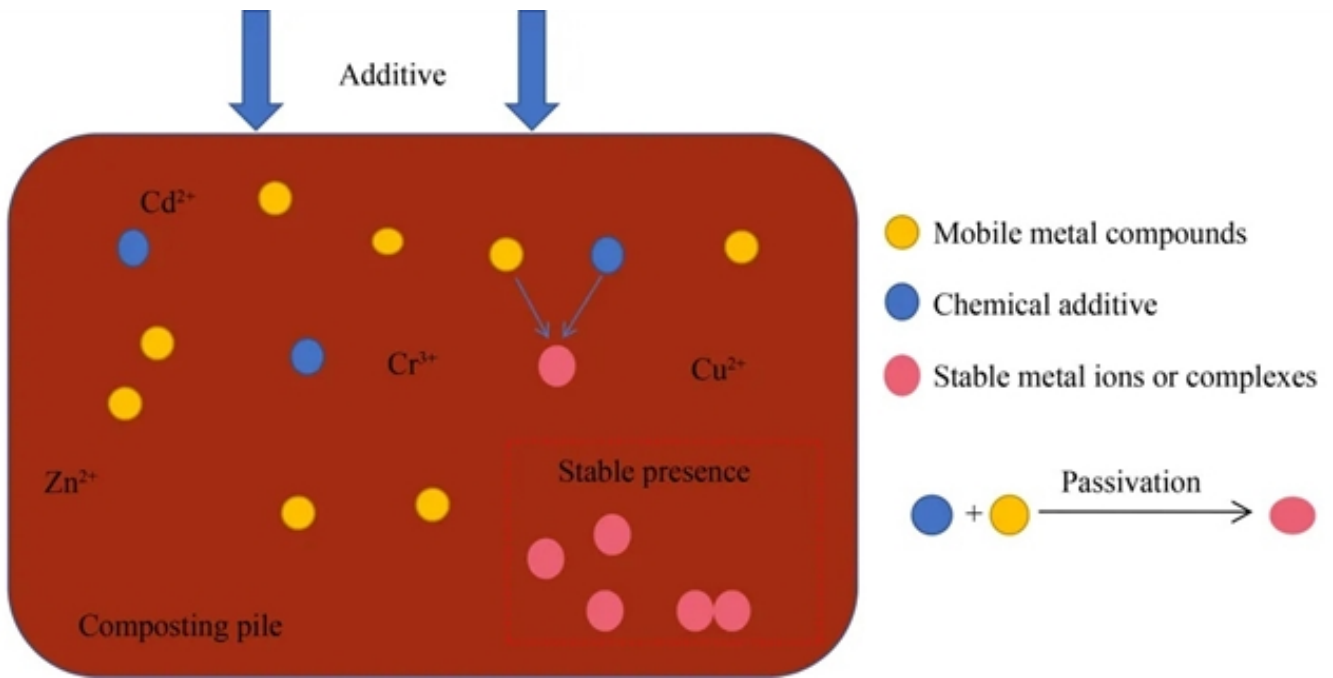 Additive
Cd²⁺
Mobile metal compounds
Chemical additive
Cr³⁺
Cu²⁺
Stable metal ions or complexes
Zn²⁺
Stable presence
Passivation
+
Composting pile